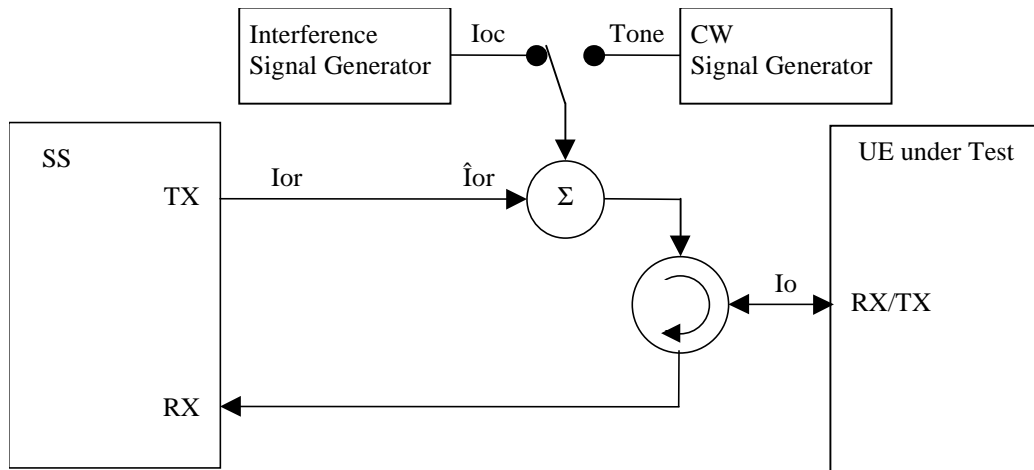 Interference
Signal Generator
Ioc
Tone
CW
Signal Generator
SS
TX
Ior
Îor
Σ
UE under Test
Io
RX/TX
RX